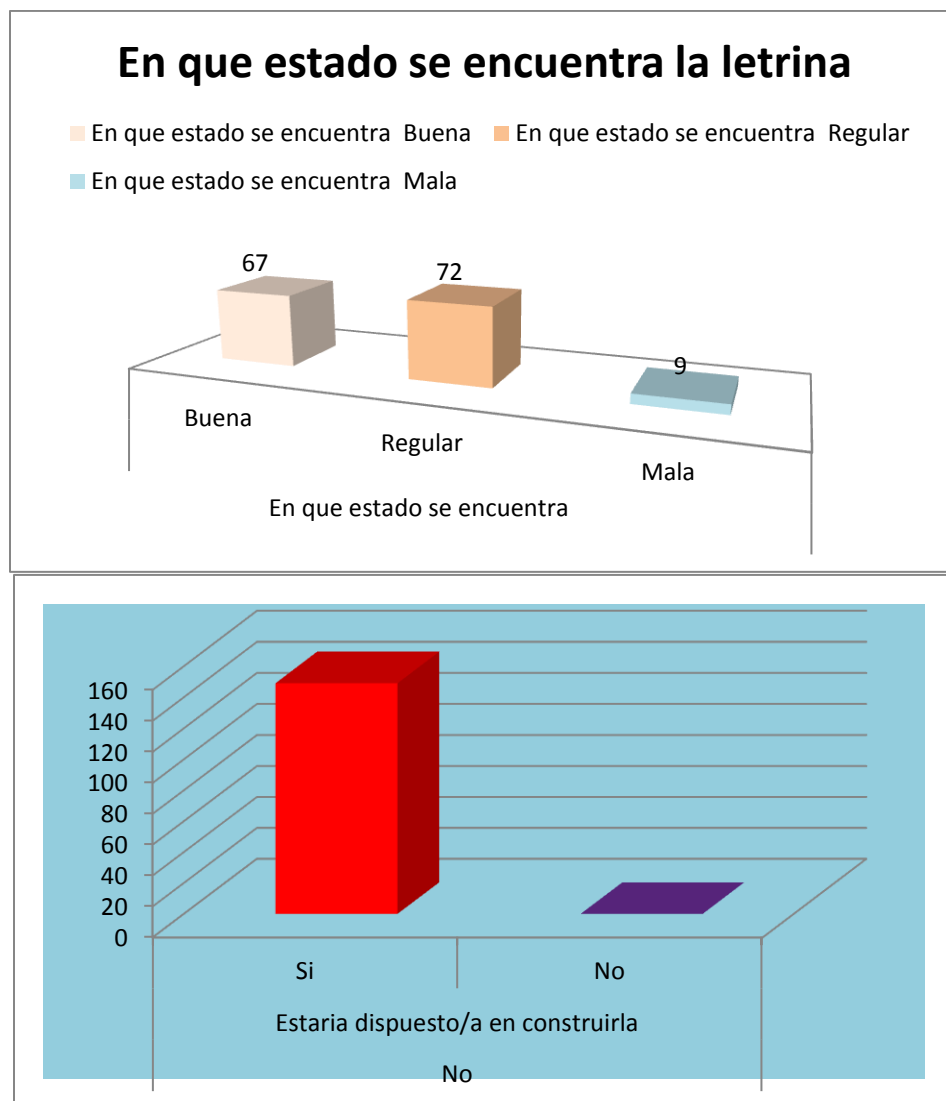 En que estado se encuentra la letrina
En que estado se encuentra  Buena
En que estado se encuentra  Regular
En que estado se encuentra  Mala
67
72
9
Buena
Regular
Mala
En que estado se encuentra
160
140
120
100
80
60
40
20
0
Si
No
Estaria dispuesto/a en construirla
No